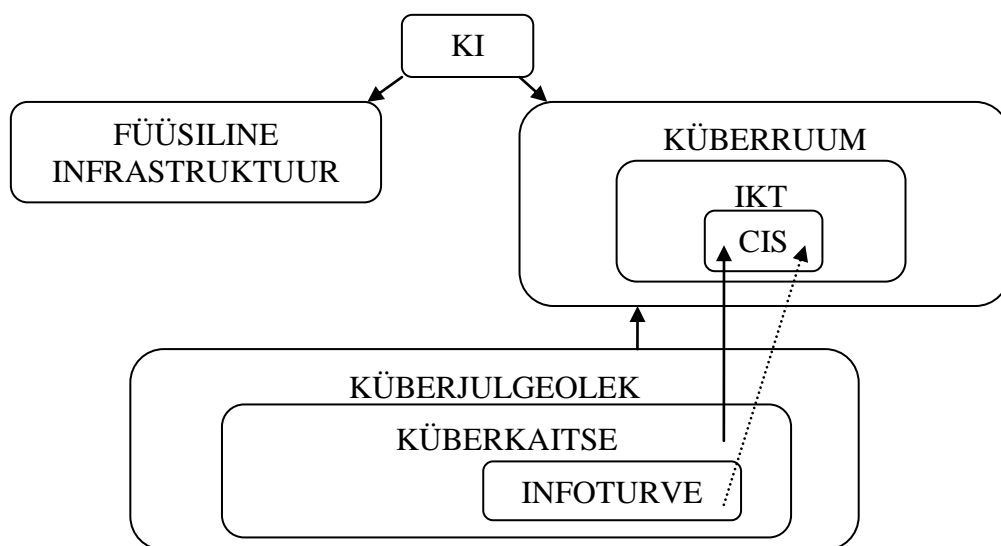 KI
FÜÜSILINE
INFRASTRUKTUUR
KÜBERRUUM
IKT
CIS
KÜBERJULGEOLEK
KÜBERKAITSE
INFOTURVE